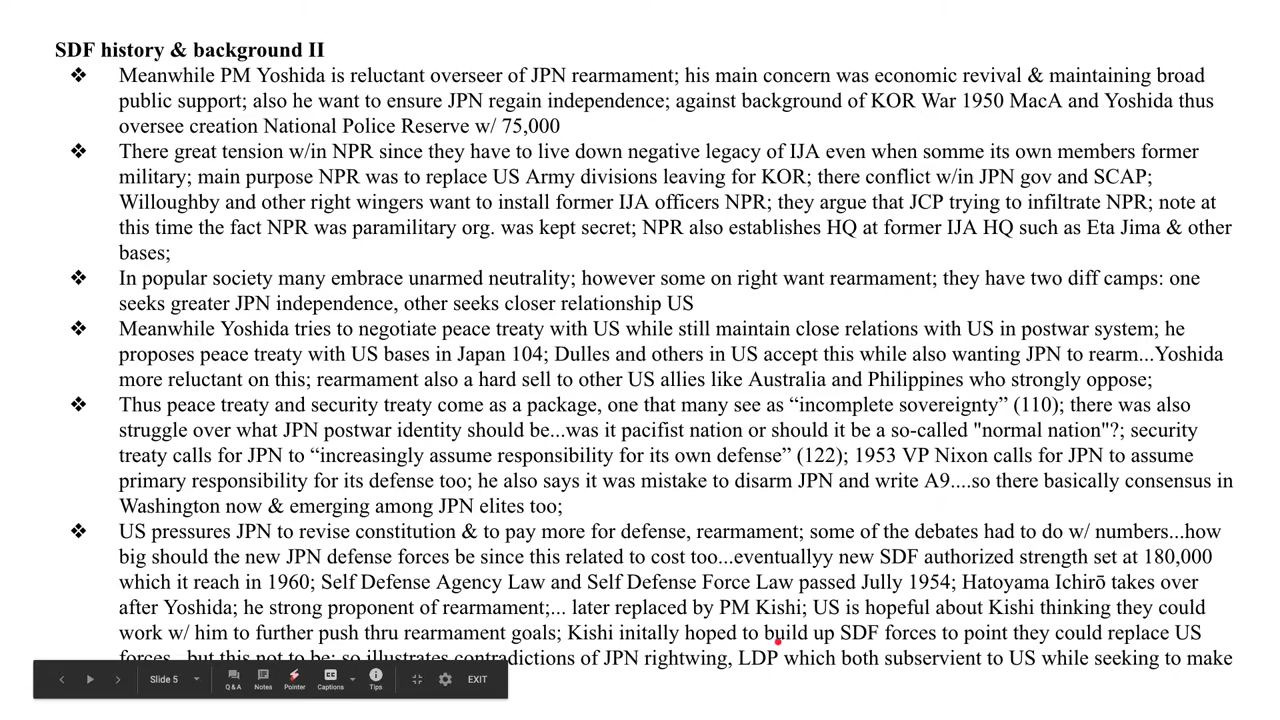 SDF history & background II
❖ Meanwhile PM Yoshida is reluctant overseer of JPN rearmament; his main concern was economic revival & maintaining broad
public support; also he want to ensure JPN regain independence; against background of KOR War 1950 MacA and Yoshida thus
oversee creation National Police Reserve w/ 75,000
❖ There great tension w/in NPR since they have to live down negative legacy of IJA even when somme its own members former
military; main purpose NPR was to replace US Army divisions leaving for KOR; there conflict w/in JPN gov and SCAP;
Willoughby and other right wingers want to install former IJA officers NPR; they argue that JCP trying to infiltrate NPR; note at
this time the fact NPR was paramilitary org. was kept secret; NPR also establishes HQ at former IJA HQ such as Eta Jima & other
bases;
❖ In popular society many embrace unarmed neutrality; however some on right want rearmament; they have two diff camps: one
seeks greater JPN independence, other seeks closer relationship US
❖ Meanwhile Yoshida tries to negotiate peace treaty with US while still maintain close relations with US in postwar system; he
proposes peace treaty with US bases in Japan 104; Dulles and others in US accept this while also wanting JPN to rearm...Yoshida
more reluctant on this; rearmament also a hard sell to other US allies like Australia and Philippines who strongly oppose;
❖ Thus peace treaty and security treaty come as a package, one that many see as “incomplete sovereignty” (110); there was also
struggle over what JPN postwar identity should be...was it pacifist nation or should it be a so-called "normal nation"?; security
treaty calls for JPN to “increasingly assume responsibility for its own defense” (122); 1953 VP Nixon calls for JPN to assume
primary responsibility for its defense too; he also says it was mistake to disarm JPN and write A9....so there basically consensus in
Washington now & emerging among JPN elites too;
❖ US pressures JPN to revise constitution & to pay more for defense, rearmament; some of the debates had to do w/ numbers...how
big should the new JPN defense forces be since this related to cost too...eventuallyy new SDF authorized strength set at 180,000
which it reach in 1960; Self Defense Agency Law and Self Defense Force Law passed Jully 1954; Hatoyama Ichirō takes over
after Yoshida; he strong proponent of rearmament;... later replaced by PM Kishi; US is hopeful about Kishi thinking they could
work w/ him to further push thru rearmament goals; Kishi initally hoped to build up SDF forces to point they could replace US
forces...but this not to be; so illustrates contradictions of JPN rightwing, LDP which both subservient to US while seeking to make
Slide 5 Q & A Notes Pointer Captions Tips EXIT